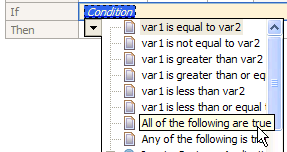 If Condition
Then var1 is equal to var2
var1 is not equal to var2
var1 is greater than var2
var1 is greater than or eq
var1 is less than var2
var1 is less than or equal
All of the following are true
Any of the following is